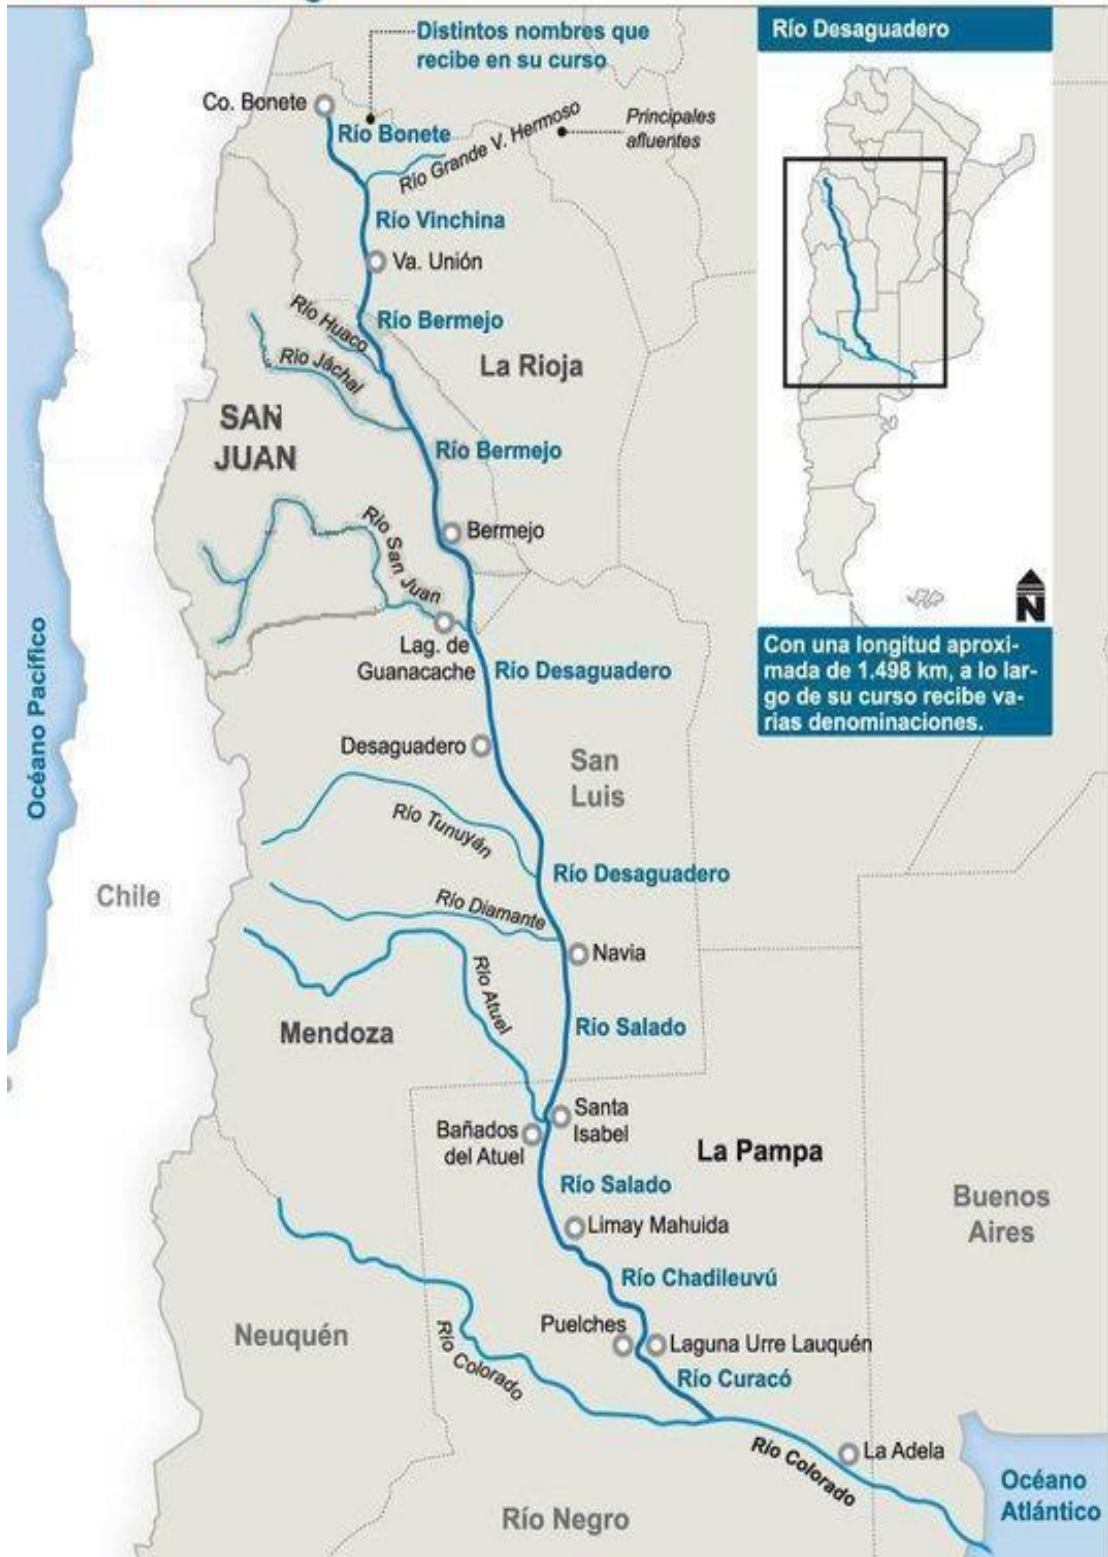 Distintos nombres que
recibe en su curso
Río Desaguadero
Co. Bonete
Río Bonete
Río Grande V. Hermoso
Principales
afluentes
Río Vinchina
Va. Unión
Río Huaco
Río Bermejo
Río Jáchal
La Rioja
SAN
JUAN
Río Bermejo
Río San Juan
Bermejo
N
Océano Pacífico
Lag. de
Guanacache
Río Desaguadero
Con una longitud aproxi-
mada de 1.498 km, a lo lar-
go de su curso recibe va-
rias denominaciones.
Desaguadero
San
Luis
Río Tunuyán
Río Desaguadero
Chile
Río Diamante
Navia
Río Atuel
Mendoza
Río Salado
Santa
Isabel
Bañados
del Atuel
La Pampa
Río Salado
Buenos
Aires
Limay Mahuida
Río Chadileuvú
Neuquén
Puelches
Laguna Urre Lauquén
Río Colorado
Río Curacó
Río Colorado
La Adela
Océano
Atlántico
Río Negro